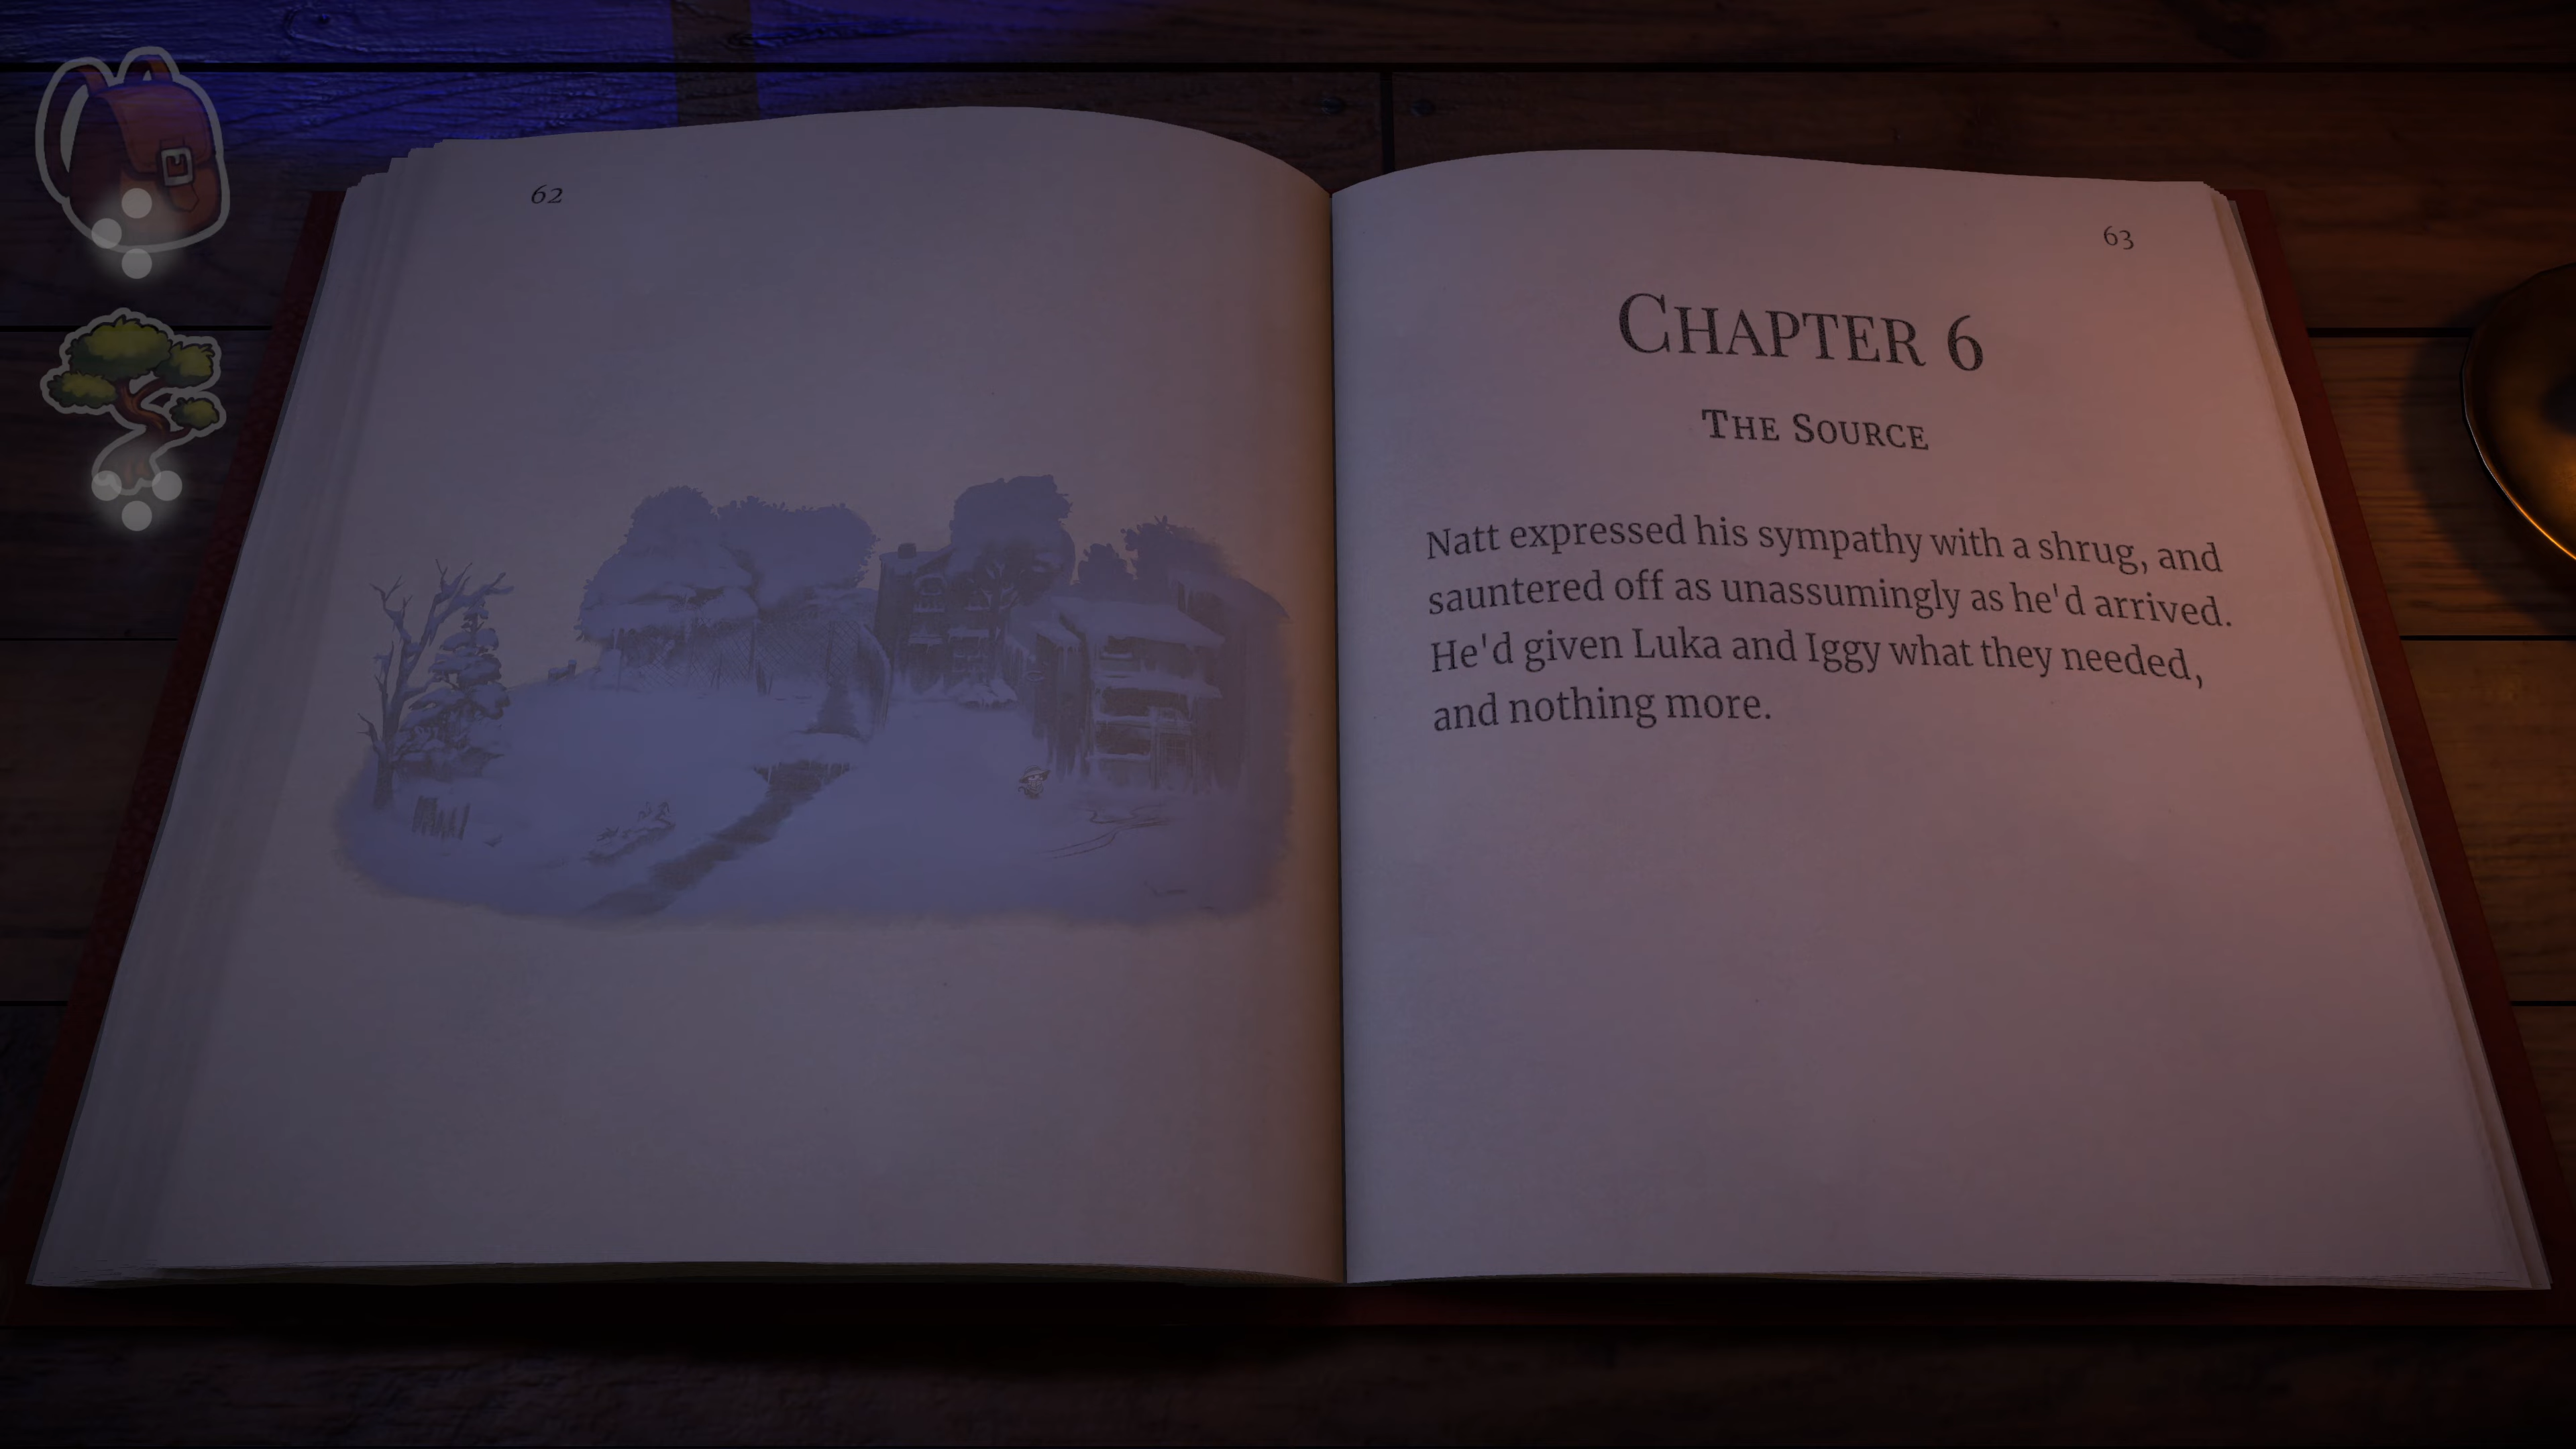 62
63
Chapter 6
The Source
Natt expressed his sympathy with a shrug, and
sauntered off as unassumingly as he'd arrived.
He'd given Luka and Iggy what they needed,
and nothing more.